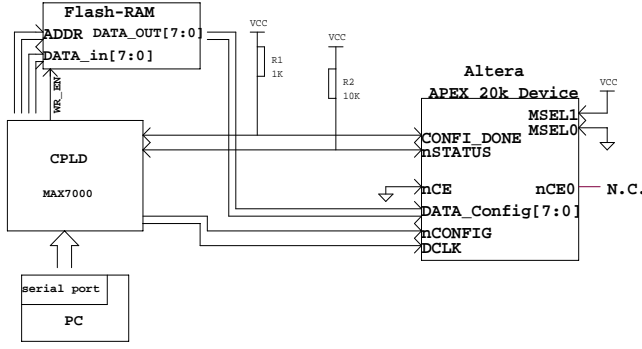 Flash-RAM
ADDR DATA_OUT[7:0]
DATA_in[7:0]
WR_EN
VCC
R1
1K
VCC
R2
10K
Altera
APEX 20k Device
VCC
MSEL1
MSEL0
CONFI_DONE
nSTATUS
CPLD
MAX7000
nCE
nCE0
N.C.
DATA_Config[7:0]
nCONFIG
DCLK
serial port
PC